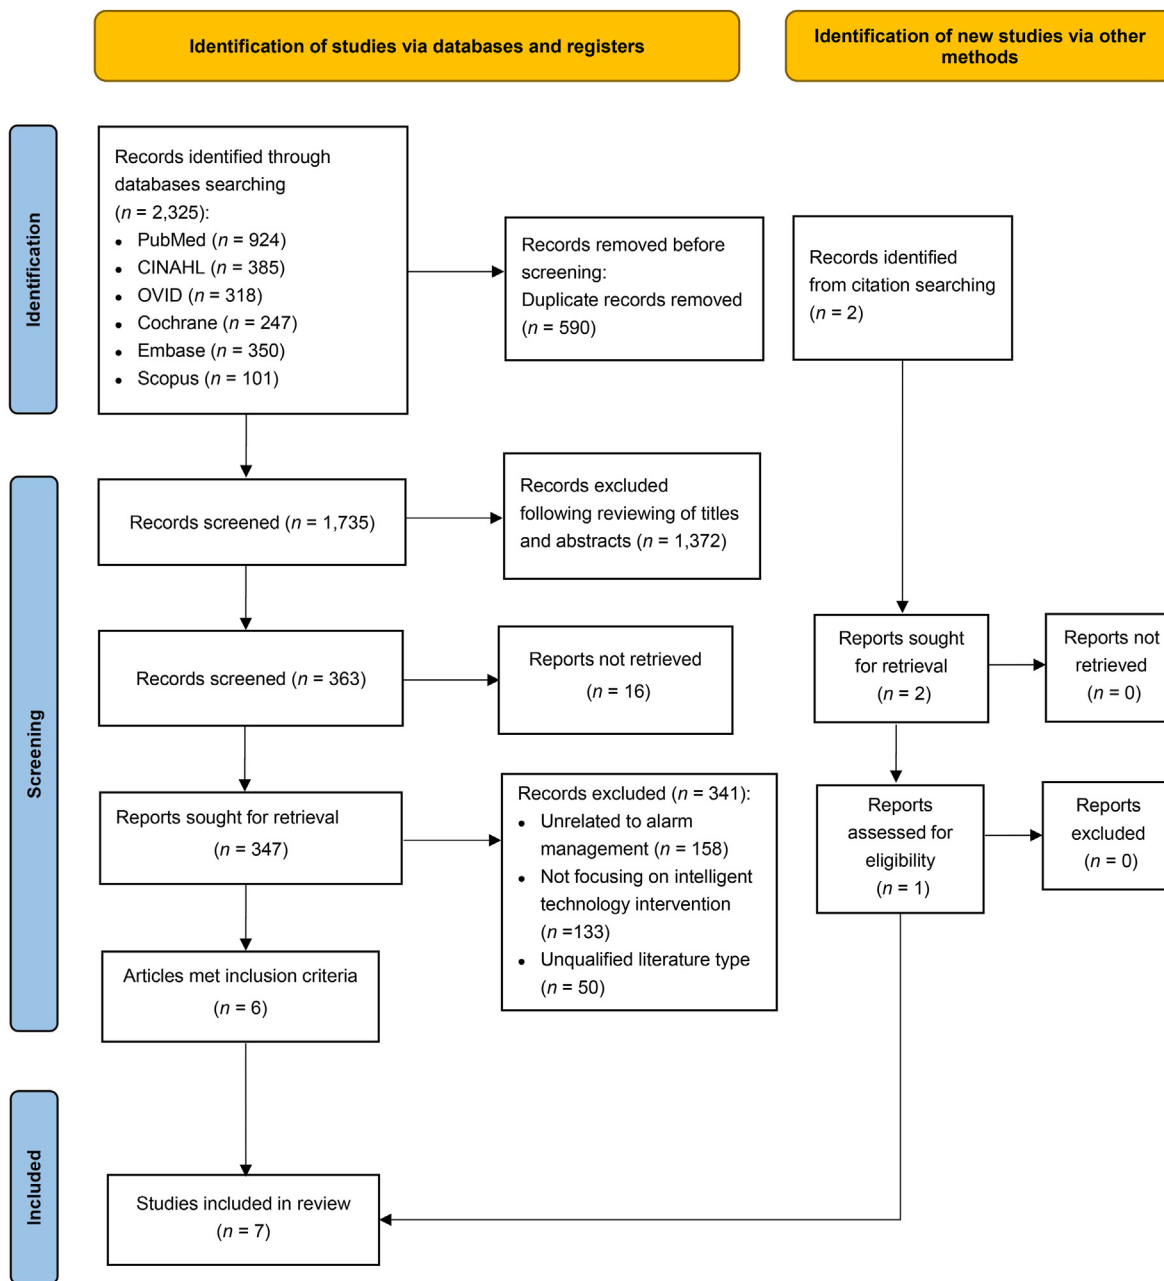 Identification of studies via databases and registers
Identification of new studies via other
methods
Identification
Records identified through
databases searching
(n = 2,325):
• PubMed (n = 924)
• CINAHL (n = 385)
• OVID (n = 318)
• Cochrane (n = 247)
• Embase (n = 350)
• Scopus (n = 101)
Records removed before
screening:
Duplicate records removed
(n = 590)
Records identified
from citation searching
(n = 2)
Screening
Records screened (n = 1,735)
Records excluded
following reviewing of titles
and abstracts (n = 1,372)
Records screened (n = 363)
Reports not retrieved
(n = 16)
Reports sought
for retrieval
(n = 2)
Reports not
retrieved
(n = 0)
Reports sought for retrieval
(n = 347)
Records excluded (n = 341):
• Unrelated to alarm
management (n = 158)
• Not focusing on intelligent
technology intervention
(n =133)
• Unqualified literature type
(n = 50)
Reports
assessed for
eligibility
(n = 1)
Reports
excluded
(n = 0)
Articles met inclusion criteria
(n = 6)
Included
Studies included in review
(n = 7)